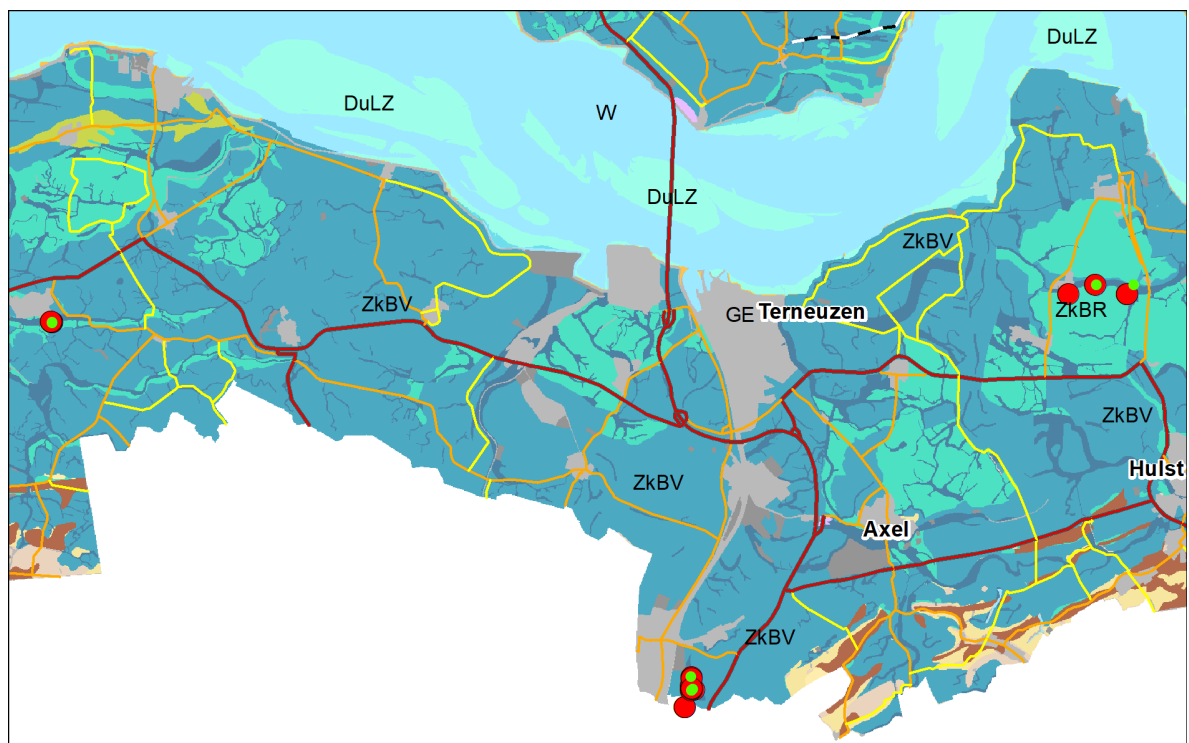 DuLZ
DuLZ
W
DuLZ
ZkBV
ZkBV
GE
Terneuzen
ZkBR
ZkBV
Hulst
ZkBV
Axel
ZkBV